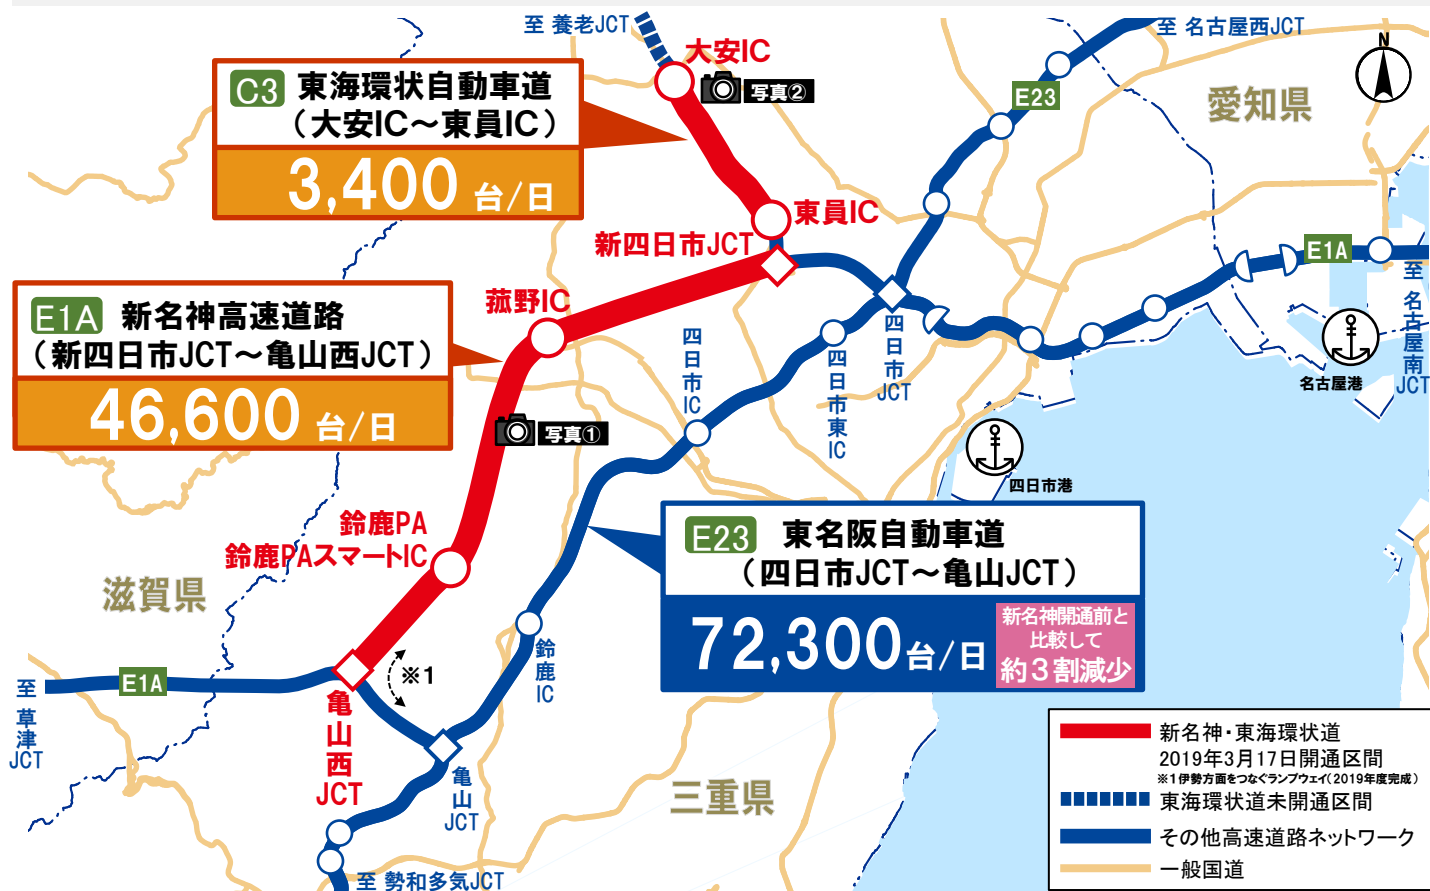 至 養老JCT
至 名古屋西JCT
大安IC
写真②
E23
愛知県
N
C3 東海環状自動車道
(大安IC～東員IC)
3,400 台/日
東員IC
新四日市JCT
E1A
至 名古屋南JCT
名古屋港
E1A 新名神高速道路
(新四日市JCT～亀山西JCT)
46,600 台/日
菰野IC
四日市IC
四日市東IC
四日市JCT
写真①
四日市港
鈴鹿PA
鈴鹿PAスマートIC
滋賀県
E23 東名阪自動車道
(四日市JCT～亀山JCT)
72,300台/日
新名神開通前と
比較して
約3割減少
鈴鹿IC
※1
E1A
至 草津JCT
亀山西JCT
亀山JCT
三重県
至 勢和多気JCT
新名神・東海環状道
2019年3月17日開通区間
※1伊勢方面をつなぐランプウェイ(2019年度完成)
東海環状道未開通区間
その他高速道路ネットワーク
一般国道